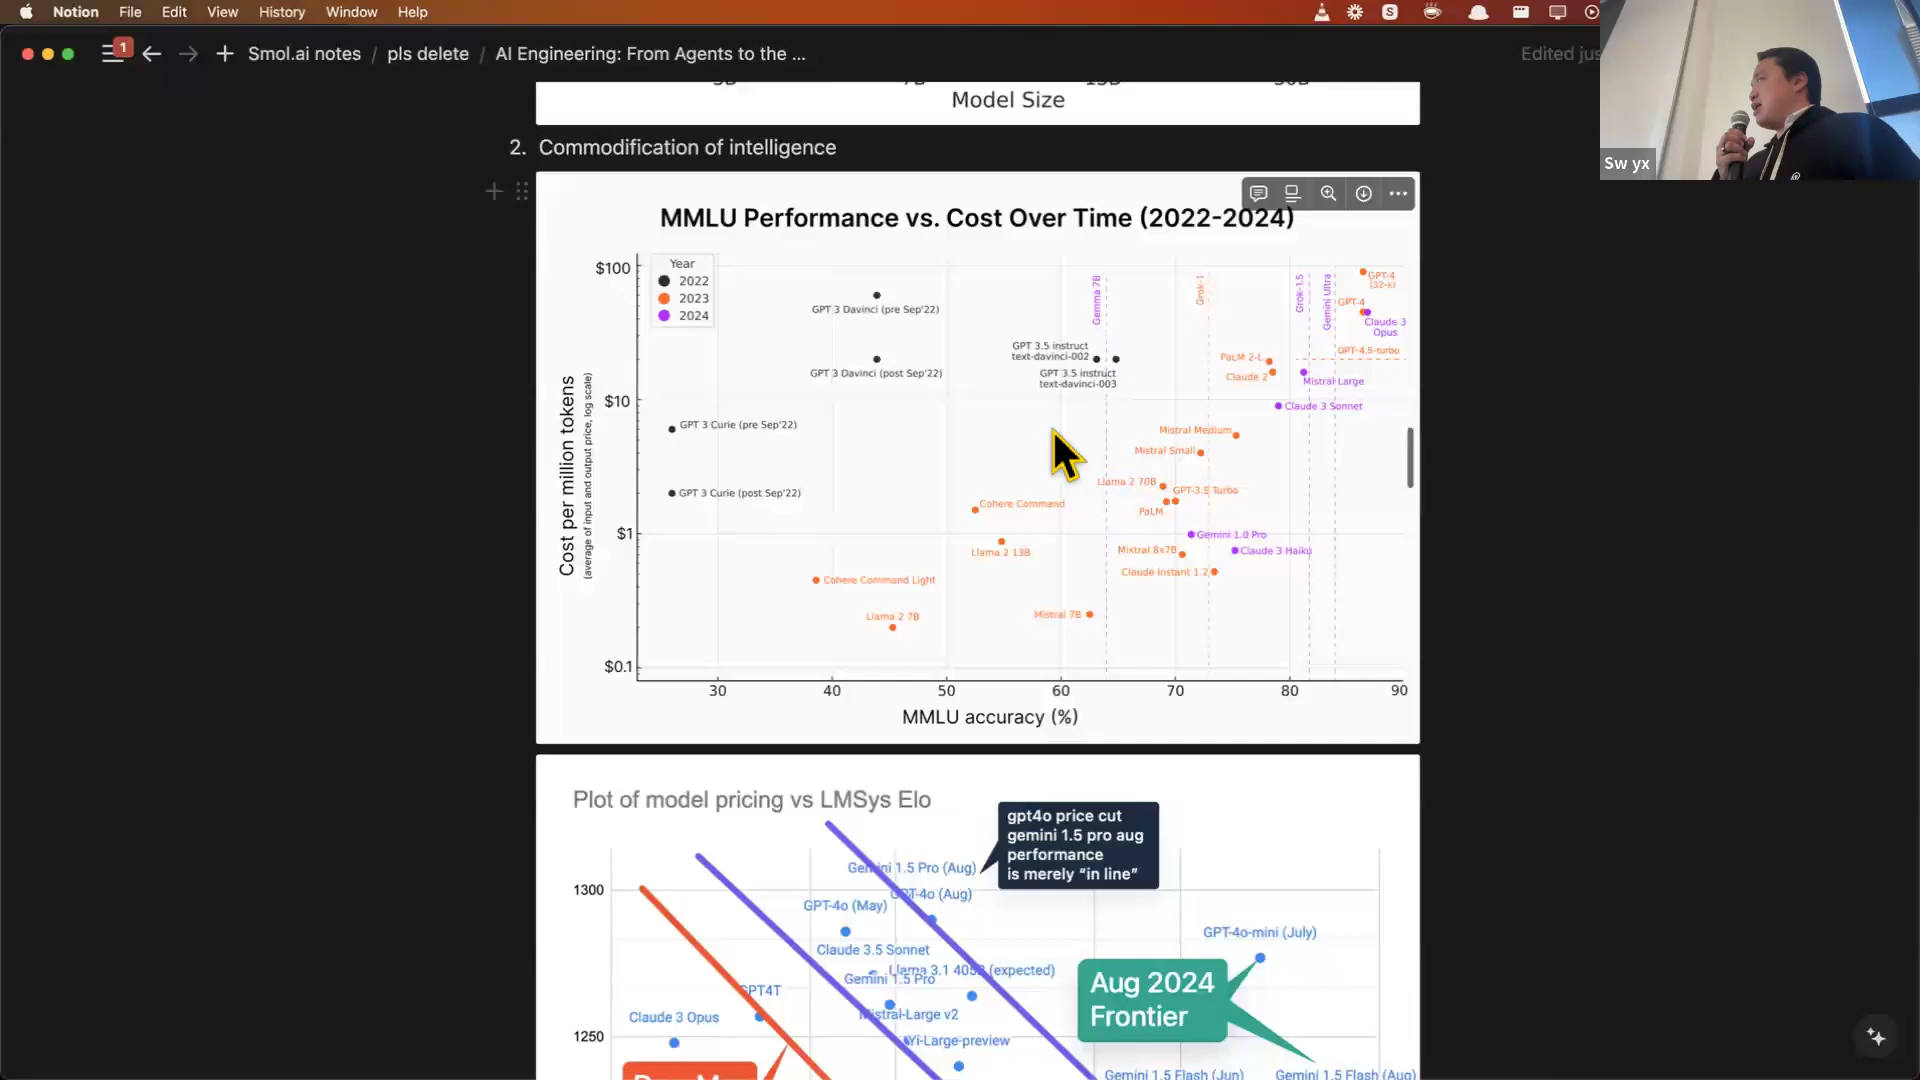 Notion File Edit View History Window Help
1
Smol.ai notes / pls delete / AI Engineering: From Agents to the ...
Edited jus
Sw yx
Model Size
2. Commodification of intelligence
MMLU Performance vs. Cost Over Time (2022-2024)
Cost per million tokens
(average of input and output price, log scale)
$100
$10
$1
$0.1
Year
2022
2023
2024
GPT 3 Davinci (pre Sep'22)
GPT 3 Davinci (post Sep'22)
GPT 3 Curie (pre Sep'22)
GPT 3 Curie (post Sep'22)
GPT 3.5 instruct
text-davinci-002
GPT 3.5 instruct
text-davinci-003
Gemma 7B
Grok-1
Grok-1.5
Gemini Ultra
GPT-4
(32-k)
GPT-4
Claude 3
Opus
GPT-4.5-turbo
PaLM 2-L
Claude 2
Mistral Large
Claude 3 Sonnet
Mistral Medium
Mistral Small
Llama 2 70B
GPT-3.5 Turbo
PaLM
Cohere Command
Llama 2 13B
Gemini 1.0 Pro
Mixtral 8x7B
Claude 3 Haiku
Claude Instant 1.2
Cohere Command Light
Llama 2 7B
Mistral 7B
30 40 50 60 70 80 90
MMLU accuracy (%)
Plot of model pricing vs LMSys Elo
gpt4o price cut
gemini 1.5 pro aug
performance
is merely “in line”
1300
1250
Gemini 1.5 Pro (Aug)
GPT-4o (Aug)
GPT-4o (May)
GPT-4o-mini (July)
Claude 3.5 Sonnet
Llama 3.1 405B (expected)
Gemini 1.5 Pro
GPT4T
Claude 3 Opus
Mistral-Large v2
Yi-Large-preview
Aug 2024
Frontier
Gemini 1.5 Flash (Jun)
Gemini 1.5 Flash (Aug)